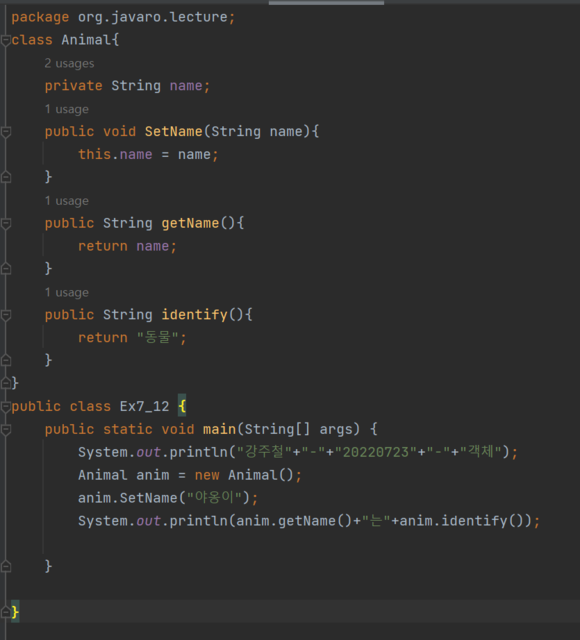 package org.javaro.lecture;
class Animal{
2 usages
private String name;
1 usage
public void SetName(String name){
this.name = name;
}
1 usage
public String getName(){
return name;
}
1 usage
public String identify(){
return "동물";
}
}
public class Ex7_12 {
public static void main(String[] args) {
System.out.println("강주철"+"-"+"20220723"+"-"+"객체");
Animal anim = new Animal();
anim.SetName("야옹이");
System.out.println(anim.getName()+"는"+anim.identify());
}
}